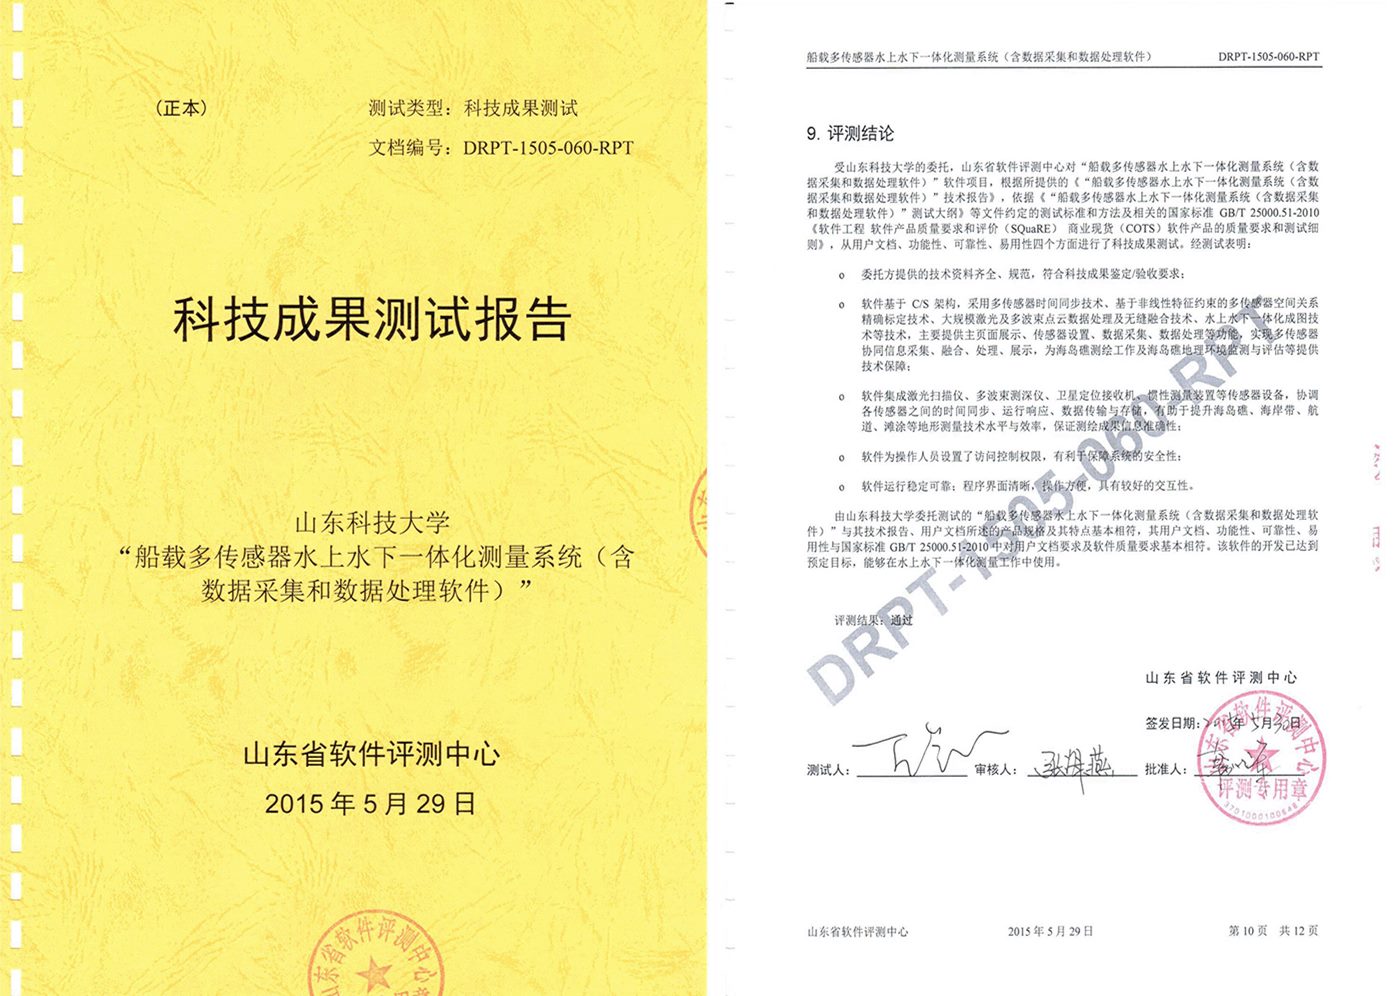 （正本）
测试类型：科技成果测试
文档编号：DRPT-1505-060-RPT
科技成果测试报告
山东科技大学
“船载多传感器水上水下一体化测量系统（含
数据采集和数据处理软件）”
山东省软件评测中心
2015 年 5 月 29 日
山东省软件评测中心
船载多传感器水上水下一体化测量系统（含数据采集和数据处理软件）
DRPT-1505-060-RPT
9. 评测结论
受山东科技大学的委托，山东省软件评测中心对“船载多传感器水上水下一体化测量系统（含数
据采集和数据处理软件）”软件项目，根据所提供的《“船载多传感器水上水下一体化测量系统（含数
据采集和数据处理软件）”技术报告》，依据《“船载多传感器水上水下一体化测量系统（含数据采集
和数据处理软件）”测试大纲》等文件约定的测试标准和方法及相关的国家标准 GB/T 25000.51-2010
《软件工程 软件产品质量要求和评价（SQuaRE） 商业现货（COTS）软件产品的质量要求和测试细
则》，从用户文档、功能性、可靠性、易用性四个方面进行了科技成果测试。经测试表明：
o 委托方提供的技术资料齐全、规范，符合科技成果鉴定/验收要求；
o 软件基于 C/S 架构，采用多传感器时间同步技术、基于非线性特征约束的多传感器空间关系
精确标定技术、大规模激光及多波束点云数据处理及无缝融合技术、水上水下一体化成图技
术等技术，主要提供主页面展示、传感器设置、数据采集、数据处理等功能，实现多传感器
协同信息采集、融合、处理、展示，为海岛礁测绘工作及海岛礁地理环境监测与评估等提供
技术保障；
o 软件集成激光扫描仪、多波束测深仪、卫星定位接收机、惯性测量装置等传感器设备，协调
各传感器之间的时间同步、运行响应、数据传输与存储，有助于提升海岛礁、海岸带、航
道、滩涂等地形测量技术水平与效率，保证测绘成果信息准确性；
o 软件为操作人员设置了访问控制权限，有利于保障系统的安全性；
o 软件运行稳定可靠；程序界面清晰，操作方便，具有较好的交互性。
由山东科技大学委托测试的“船载多传感器水上水下一体化测量系统（含数据采集和数据处理软
件）”与其技术报告、用户文档所述的产品规格及其特点基本相符，其用户文档、功能性、可靠性、易
用性与国家标准 GB/T 25000.51-2010 中对用户文档要求及软件质量要求基本相符。该软件的开发已达到
预定目标，能够在水上水下一体化测量工作中使用。
评测结果：通过
DRPT-1505-060-RPT
山东省软件评测中心
签发日期：2015年 5月30日
测试人：
审核人：
批准人：
山东省软件评测中心
评测专用章
山东省软件评测中心
2015 年 5 月 29 日
第 10 页 共 12 页